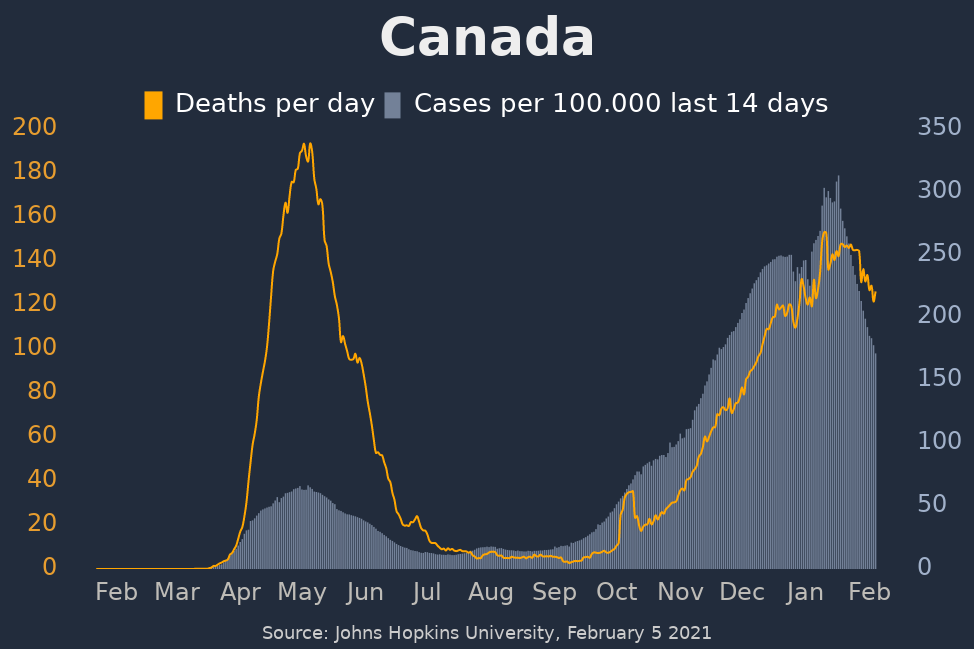 Canada
Deaths per day Cases per 100.000 last 14 days
200 350
180 300
160 250
140 200
120 150
100 100
80 50
60 0
40
20
0
Feb Mar Apr May Jun Jul Aug Sep Oct Nov Dec Jan Feb
Source: Johns Hopkins University, February 5 2021